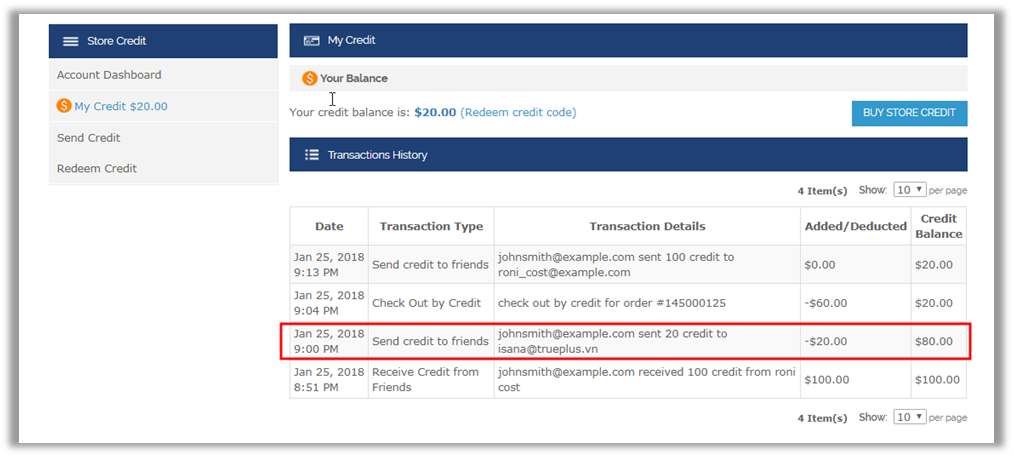 Store Credit
Account Dashboard
My Credit $20.00
Send Credit
Redeem Credit
My Credit
Your Balance
Your credit balance is: $20.00 (Redeem credit code)
BUY STORE CREDIT
Transactions History
4 Item(s) Show: 10 per page
Date Transaction Type Transaction Details Added/Deducted Credit Balance
Jan 25, 2018 9:13 PM Send credit to friends johnsmith@example.com sent 100 credit to roni_cost@example.com $0.00 $20.00
Jan 25, 2018 9:04 PM Check Out by Credit check out by credit for order #145000125 -$60.00 $20.00
Jan 25, 2018 9:00 PM Send credit to friends johnsmith@example.com sent 20 credit to isana@trueplus.vn -$20.00 $80.00
Jan 25, 2018 8:51 PM Receive Credit from Friends johnsmith@example.com received 100 credit from roni cost $100.00 $100.00
4 Item(s) Show: 10 per page